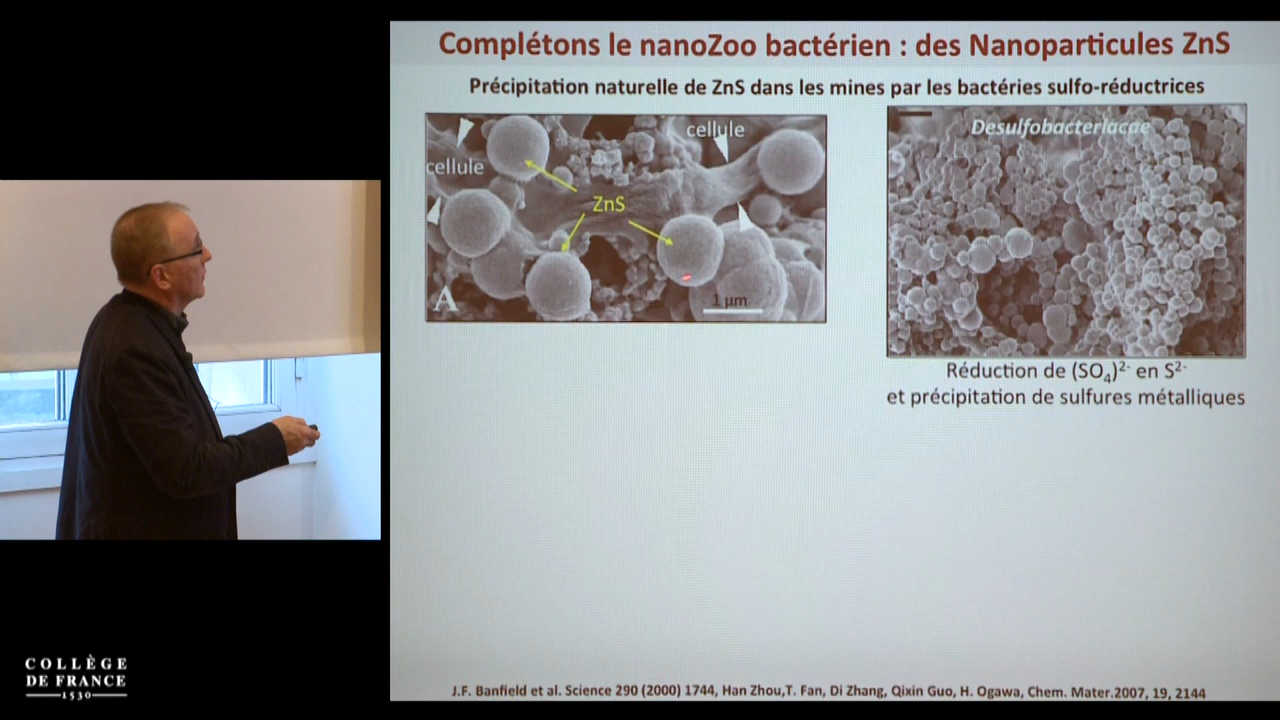 Complétons le nanoZoo bactérien : des Nanoparticules ZnS
Précipitation naturelle de ZnS dans les mines par les bactéries sulfo-réductrices
cellule
cellule
ZnS
A
1 µm
Desulfobacteriacae
Réduction de (SO₄)²⁻ en S²⁻
et précipitation de sulfures métalliques
J.F. Banfield et al. Science 290 (2000) 1744, Han Zhou,T. Fan, Di Zhang, Qixin Guo, H. Ogawa, Chem. Mater.2007, 19, 2144
COLLÈGE
DE FRANCE
1530